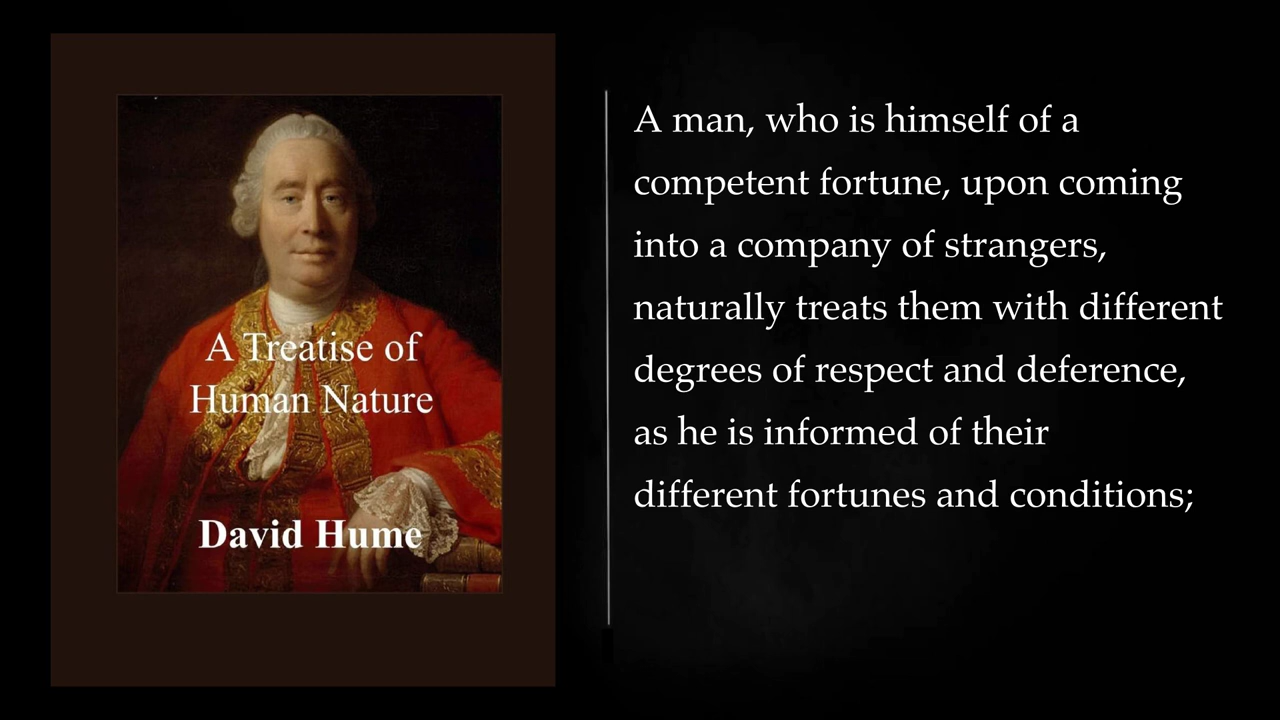 A Treatise of
Human Nature
David Hume
A man, who is himself of a
competent fortune, upon coming
into a company of strangers,
naturally treats them with different
degrees of respect and deference,
as he is informed of their
different fortunes and conditions;